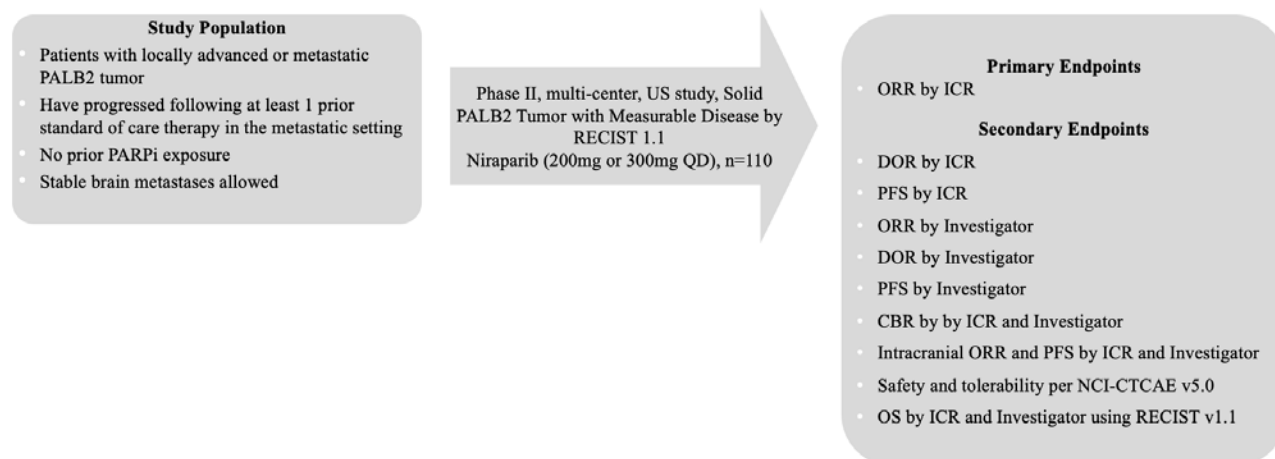 Study Population
Patients with locally advanced or metastatic
PALB2 tumor
Have progressed following at least 1 prior
standard of care therapy in the metastatic setting
No prior PARPi exposure
Stable brain metastases allowed
Phase II, multi-center, US study, Solid
PALB2 Tumor with Measurable Disease by
RECIST 1.1
Niraparib (200mg or 300mg QD), n=110
Primary Endpoints
ORR by ICR
Secondary Endpoints
DOR by ICR
PFS by ICR
ORR by Investigator
DOR by Investigator
PFS by Investigator
CBR by by ICR and Investigator
Intracranial ORR and PFS by ICR and Investigator
Safety and tolerability per NCI-CTCAE v5.0
OS by ICR and Investigator using RECIST v1.1